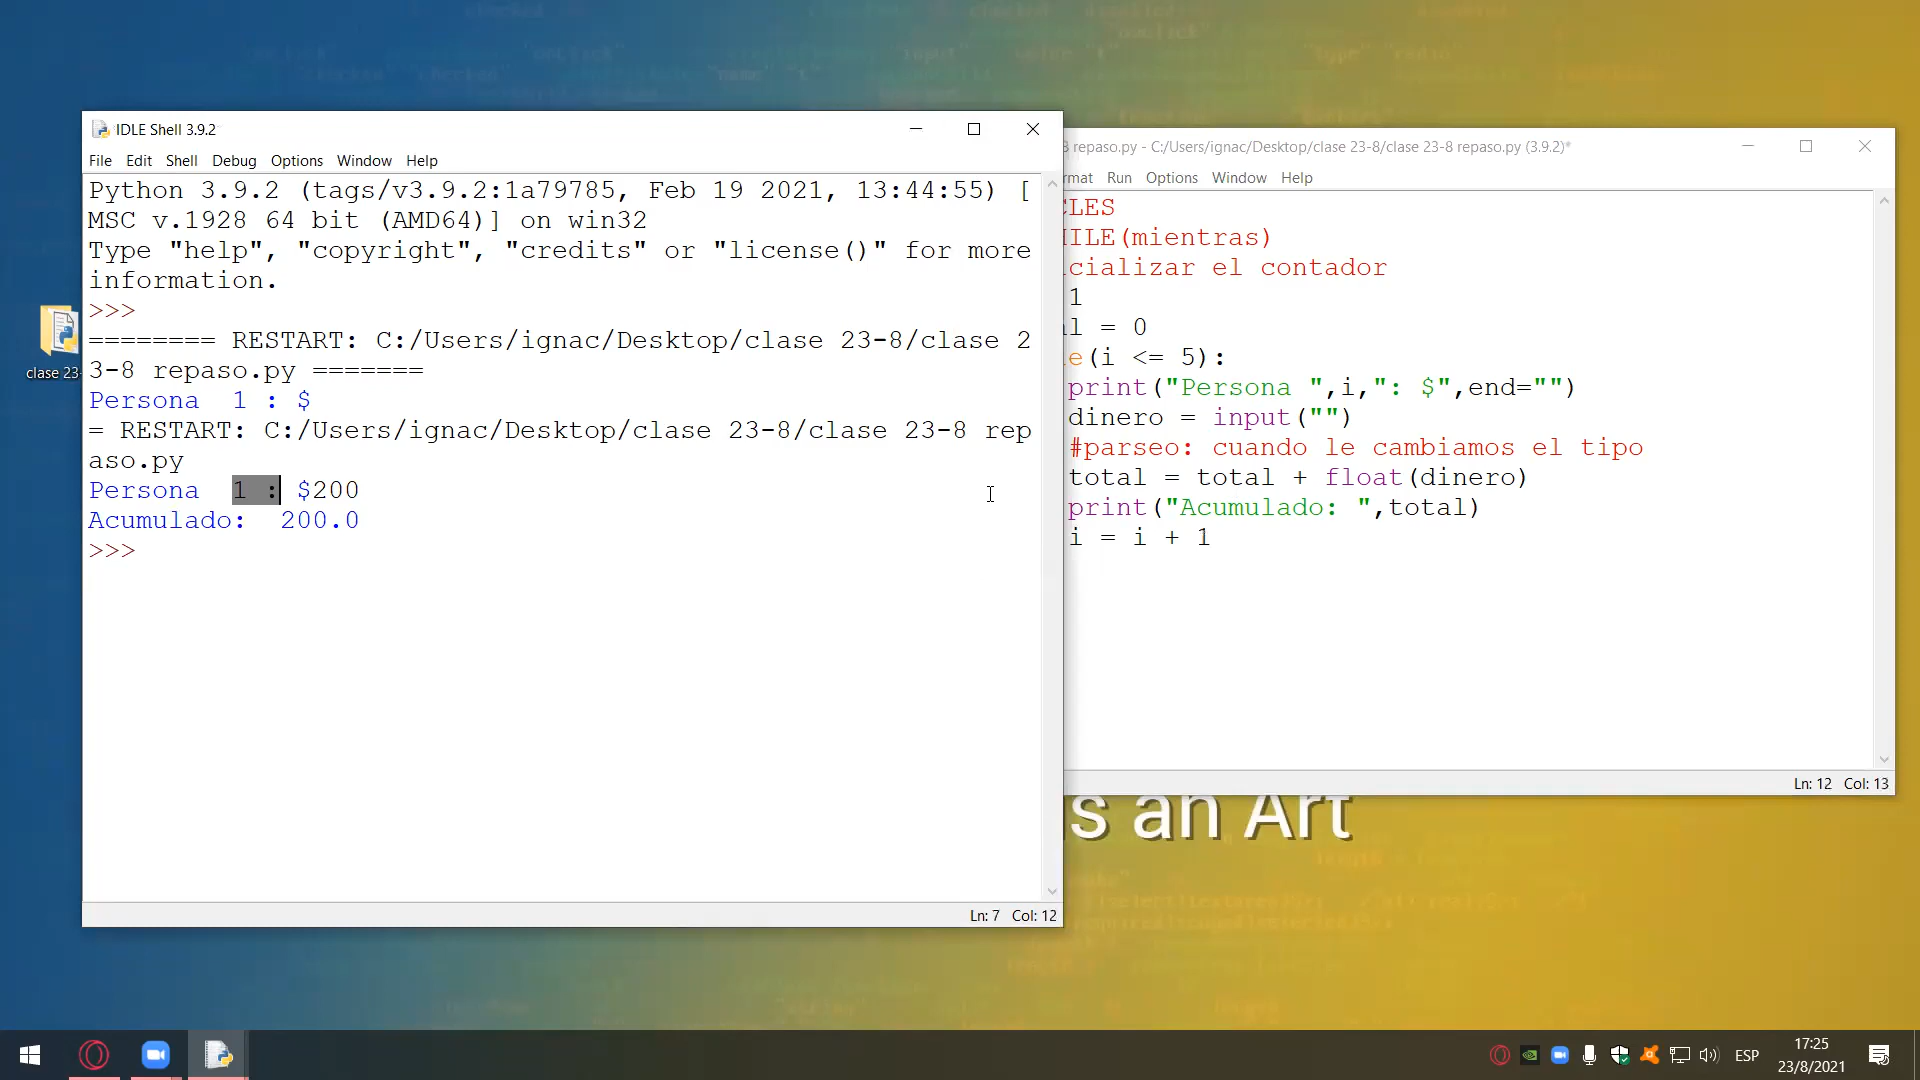 IDLE Shell 3.9.2
File Edit Shell Debug Options Window Help
Python 3.9.2 (tags/v3.9.2:1a79785, Feb 19 2021, 13:44:55) [
MSC v.1928 64 bit (AMD64)] on win32
Type "help", "copyright", "credits" or "license()" for more
information.
>>>
======== RESTART: C:/Users/ignac/Desktop/clase 23-8/clase 2
3-8 repaso.py =======
Persona  1 : $
= RESTART: C:/Users/ignac/Desktop/clase 23-8/clase 23-8 rep
aso.py
Persona  1 : $200
Acumulado:  200.0
>>>
Ln: 7 Col: 12
8 repaso.py - C:/Users/ignac/Desktop/clase 23-8/clase 23-8 repaso.py (3.9.2)*
rmat Run Options Window Help
CLES
HILE(mientras)
icializar el contador
1
al = 0
le(i <= 5):
print("Persona ",i,": $",end="")
dinero = input("")
#parseo: cuando le cambiamos el tipo
total = total + float(dinero)
print("Acumulado: ",total)
i = i + 1
Ln: 12 Col: 13
clase 23-
s an Art
ESP
17:25
23/8/2021